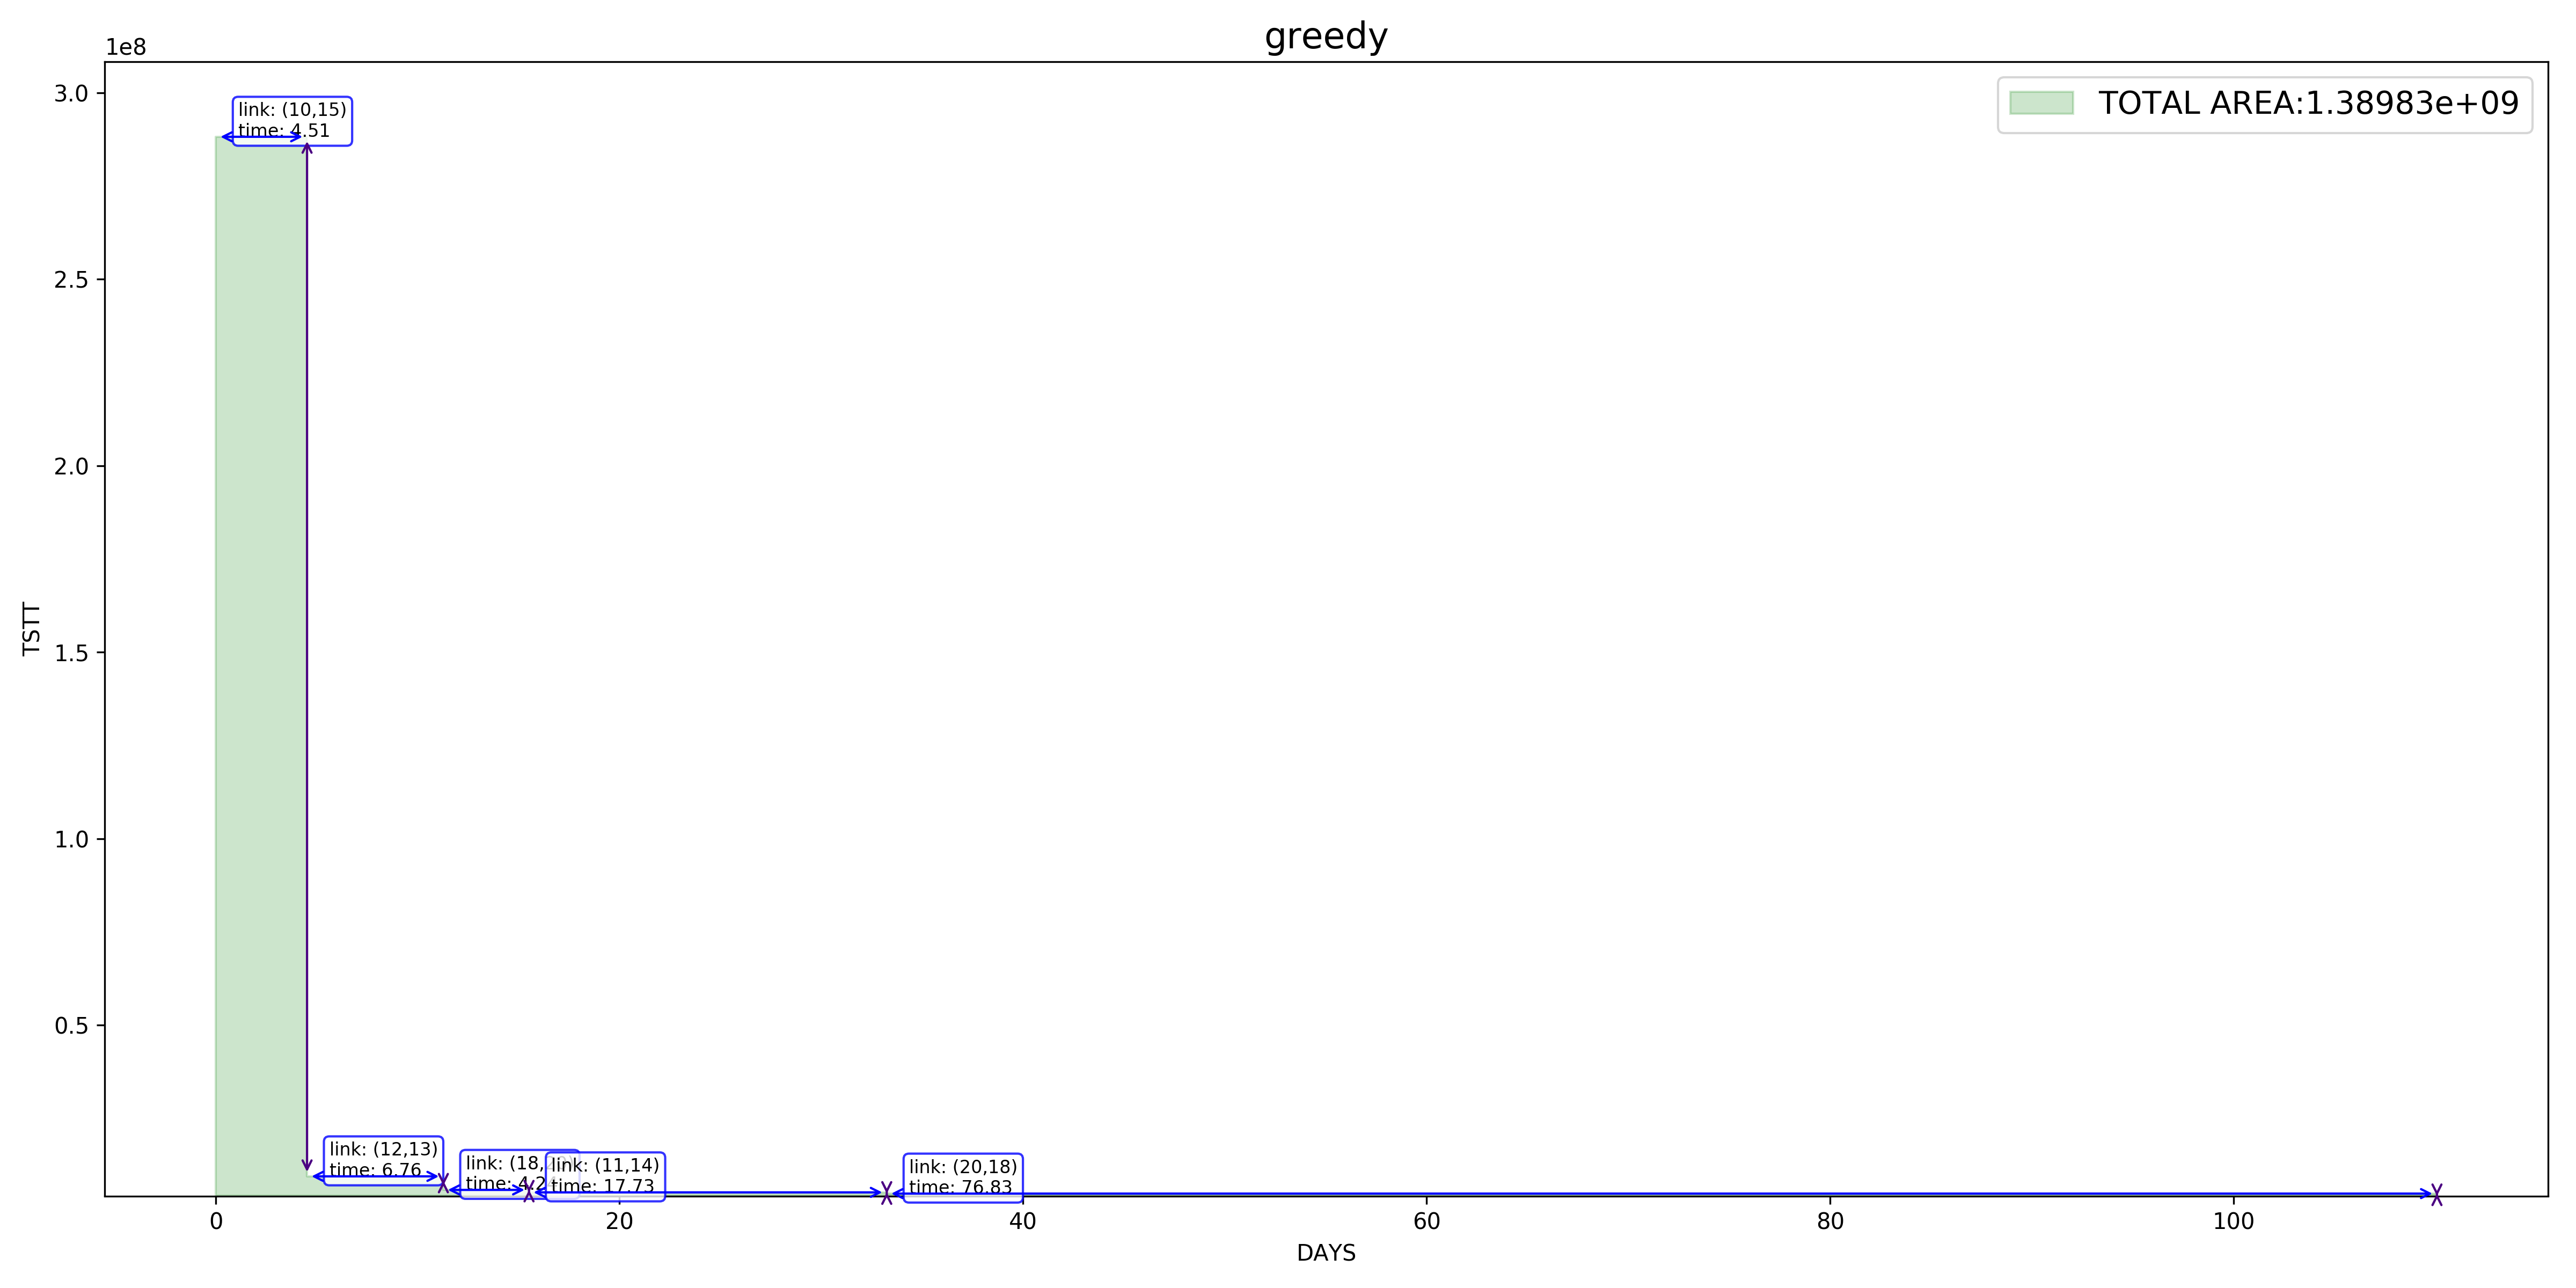 greedy
1e8
TOTAL AREA:1.38983e+09
3.0
2.5
2.0
1.5
1.0
0.5
TSTT
link: (10,15)
time: 4.51
link: (12,13)
time: 6.76
link: (18,
time:
link: (11,14)
time: 17.73
link: (20,18)
time: 76.83
0
20
40
60
80
100
DAYS